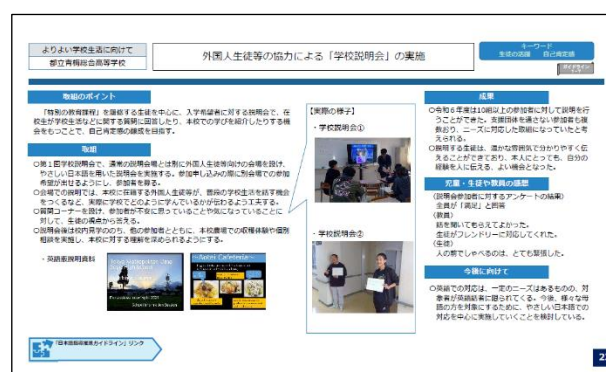 よりよい学校生活に向けて
都立青梅総合高等学校
外国人生徒等の協力による「学校説明会」の実施
キーワード
生徒の活躍　自己肯定感
ガイドライン
取組のポイント
「特別の教育課程」を履修する生徒を中心に、入学希望者に対する説明会で、在
校生が学校生活などに関する質問に回答したり、本校での学びを紹介したりする機
会をもつことで、自己肯定感の醸成を目指す。
取組
○第１回学校説明会で、通常の説明会場とは別に外国人生徒等向けの会場を設け、
やさしい日本語を用いた説明会を実施する。参加申し込みの際に別会場での参加
希望が出せるようにし、参加者を募る。
○会場での説明では、本校に在籍する外国人生徒等が、普段の学校生活を話す機会
をつくるなど、実際に学校でどのように学んでいるかが伝わるよう工夫する。
○質問コーナーを設け、参加者が不安に思っていることや気になっていることに
対して、生徒の視点から答える。
○説明会後は校内見学ののち、他の参加者とともに、本校農場での収穫体験や個別
相談を実施し、本校に対する理解を深められるようにする。
・英語版説明資料
【実際の様子】
・学校説明会①
・学校説明会②
成果
○令和６年度は10組以上の参加者に対して説明を行
うことができた。支援団体を通さない参加者も複
数おり、ニーズに対応した取組になっていたと考
えられる。
○説明する生徒は、温かな雰囲気で分かりやすく伝
えることができており、本人にとっても、自分の
経験を人に伝える、よい機会となった。
児童・生徒や教員の感想
（説明会参加者に対するアンケートの結果）
全員が「満足」と回答
（教員）
話を聞いてもらえてよかった。
生徒がフレンドリーに対応してくれた。
（生徒）
人の前でしゃべるのは、とても緊張した。
今後に向けて
○英語での対応は、一定のニーズはあるものの、対
象者が英語話者に限られてくる。今後、様々な母
語の方を対象にするために、やさしい日本語での
対応を中心に実施していくことを検討している。
「日本語指導推進ガイドライン」リンク